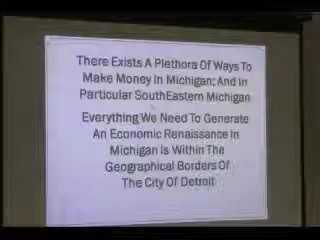 There Exists A Plethora Of Ways To
Make Money In Michigan; And In
Particular SouthEastern Michigan
Everything We Need To Generate
An Economic Renaissance In
Michigan Is Within The
Geographical Borders Of
The City Of Detroit